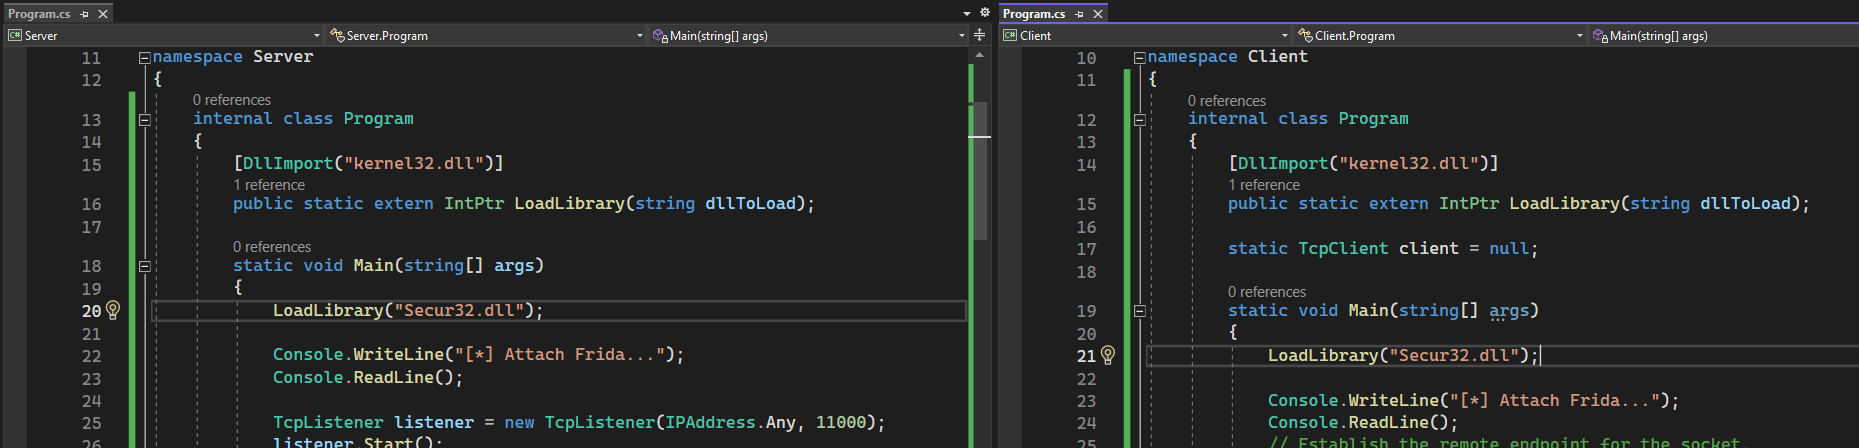 Program.cs
Server
Server.Program
Main(string[] args)
11 namespace Server
12 {
0 references
13 internal class Program
14 {
15 [DllImport("kernel32.dll")]
1 reference
16 public static extern IntPtr LoadLibrary(string dllToLoad);
17
0 references
18 static void Main(string[] args)
19 {
20 LoadLibrary("Secur32.dll");
21
22 Console.WriteLine("[*] Attach Frida...");
23 Console.ReadLine();
24
25 TcpListener listener = new TcpListener(IPAddress.Any, 11000);
26 listener.Start();
Program.cs
Client
Client.Program
Main(string[] args)
10 namespace Client
11 {
0 references
12 internal class Program
13 {
14 [DllImport("kernel32.dll")]
1 reference
15 public static extern IntPtr LoadLibrary(string dllToLoad);
16
17 static TcpClient client = null;
18
0 references
19 static void Main(string[] args)
20 {
21 LoadLibrary("Secur32.dll");
22
23 Console.WriteLine("[*] Attach Frida...");
24 Console.ReadLine();
25 // Establish the remote endpoint for the socket